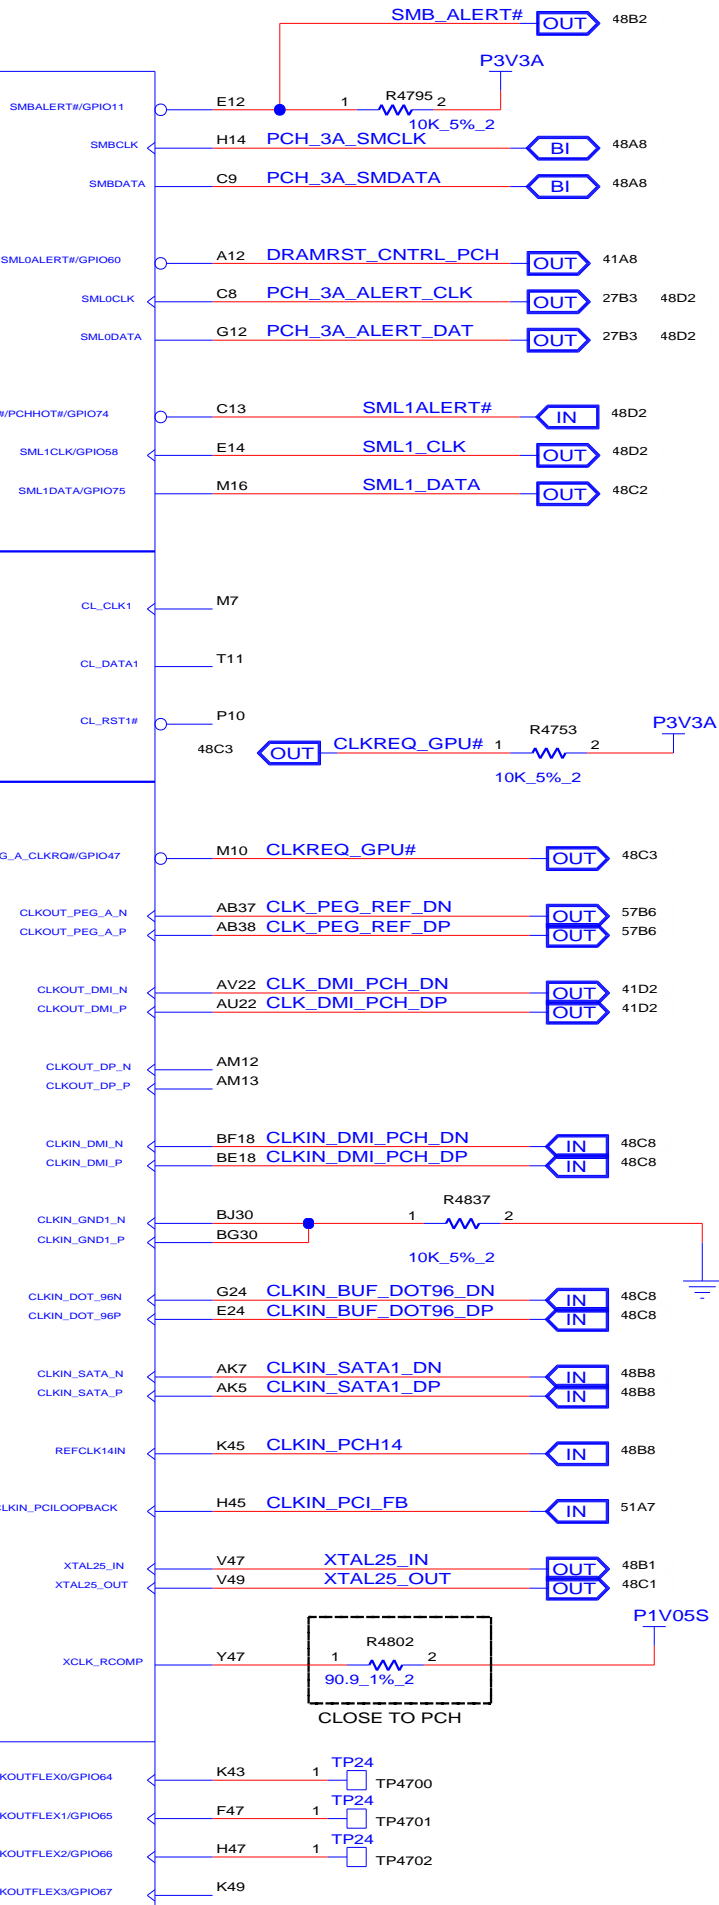 SMB_ALERT# OUT 48B2
P3V3A
SMBALERT#/GPIO11 E12 1 R4795 2
10K_5%_2
SMBCLK H14 PCH_3A_SMCLK BI 48A8
SMBDATA C9 PCH_3A_SMDATA BI 48A8
SML0ALERT#/GPIO60 A12 DRAMRST_CNTRL_PCH OUT 41A8
SML0CLK C8 PCH_3A_ALERT_CLK OUT 27B3 48D2
SML0DATA G12 PCH_3A_ALERT_DAT OUT 27B3 48D2
#/PCHHOT#/GPIO74 C13 SML1ALERT# IN 48D2
SML1CLK/GPIO58 E14 SML1_CLK OUT 48D2
SML1DATA/GPIO75 M16 SML1_DATA OUT 48C2
CL_CLK1 M7
CL_DATA1 T11
CL_RST1# P10
P3V3A
48C3 OUT CLKREQ_GPU# 1 R4753 2
10K_5%_2
G_A_CLKRQ#/GPIO47 M10 CLKREQ_GPU# OUT 48C3
CLKOUT_PEG_A_N AB37 CLK_PEG_REF_DN OUT 57B6
CLKOUT_PEG_A_P AB38 CLK_PEG_REF_DP OUT 57B6
CLKOUT_DMI_N AV22 CLK_DMI_PCH_DN OUT 41D2
CLKOUT_DMI_P AU22 CLK_DMI_PCH_DP OUT 41D2
CLKOUT_DP_N AM12
CLKOUT_DP_P AM13
CLKIN_DMI_N BF18 CLKIN_DMI_PCH_DN IN 48C8
CLKIN_DMI_P BE18 CLKIN_DMI_PCH_DP IN 48C8
CLKIN_GND1_N BJ30 1 R4837 2
CLKIN_GND1_P BG30
10K_5%_2
CLKIN_DOT_96N G24 CLKIN_BUF_DOT96_DN IN 48C8
CLKIN_DOT_96P E24 CLKIN_BUF_DOT96_DP IN 48C8
CLKIN_SATA_N AK7 CLKIN_SATA1_DN IN 48B8
CLKIN_SATA_P AK5 CLKIN_SATA1_DP IN 48B8
REFCLK14IN K45 CLKIN_PCH14 IN 48B8
LKIN_PCILOOPBACK H45 CLKIN_PCI_FB IN 51A7
XTAL25_IN V47 XTAL25_IN OUT 48B1
XTAL25_OUT V49 XTAL25_OUT OUT 48C1
P1V05S
XCLK_RCOMP Y47 1 R4802 2
90.9_1%_2
CLOSE TO PCH
KOUTFLEX0/GPIO64 K43 1 TP24 TP4700
KOUTFLEX1/GPIO65 F47 1 TP24 TP4701
KOUTFLEX2/GPIO66 H47 1 TP24 TP4702
KOUTFLEX3/GPIO67 K49